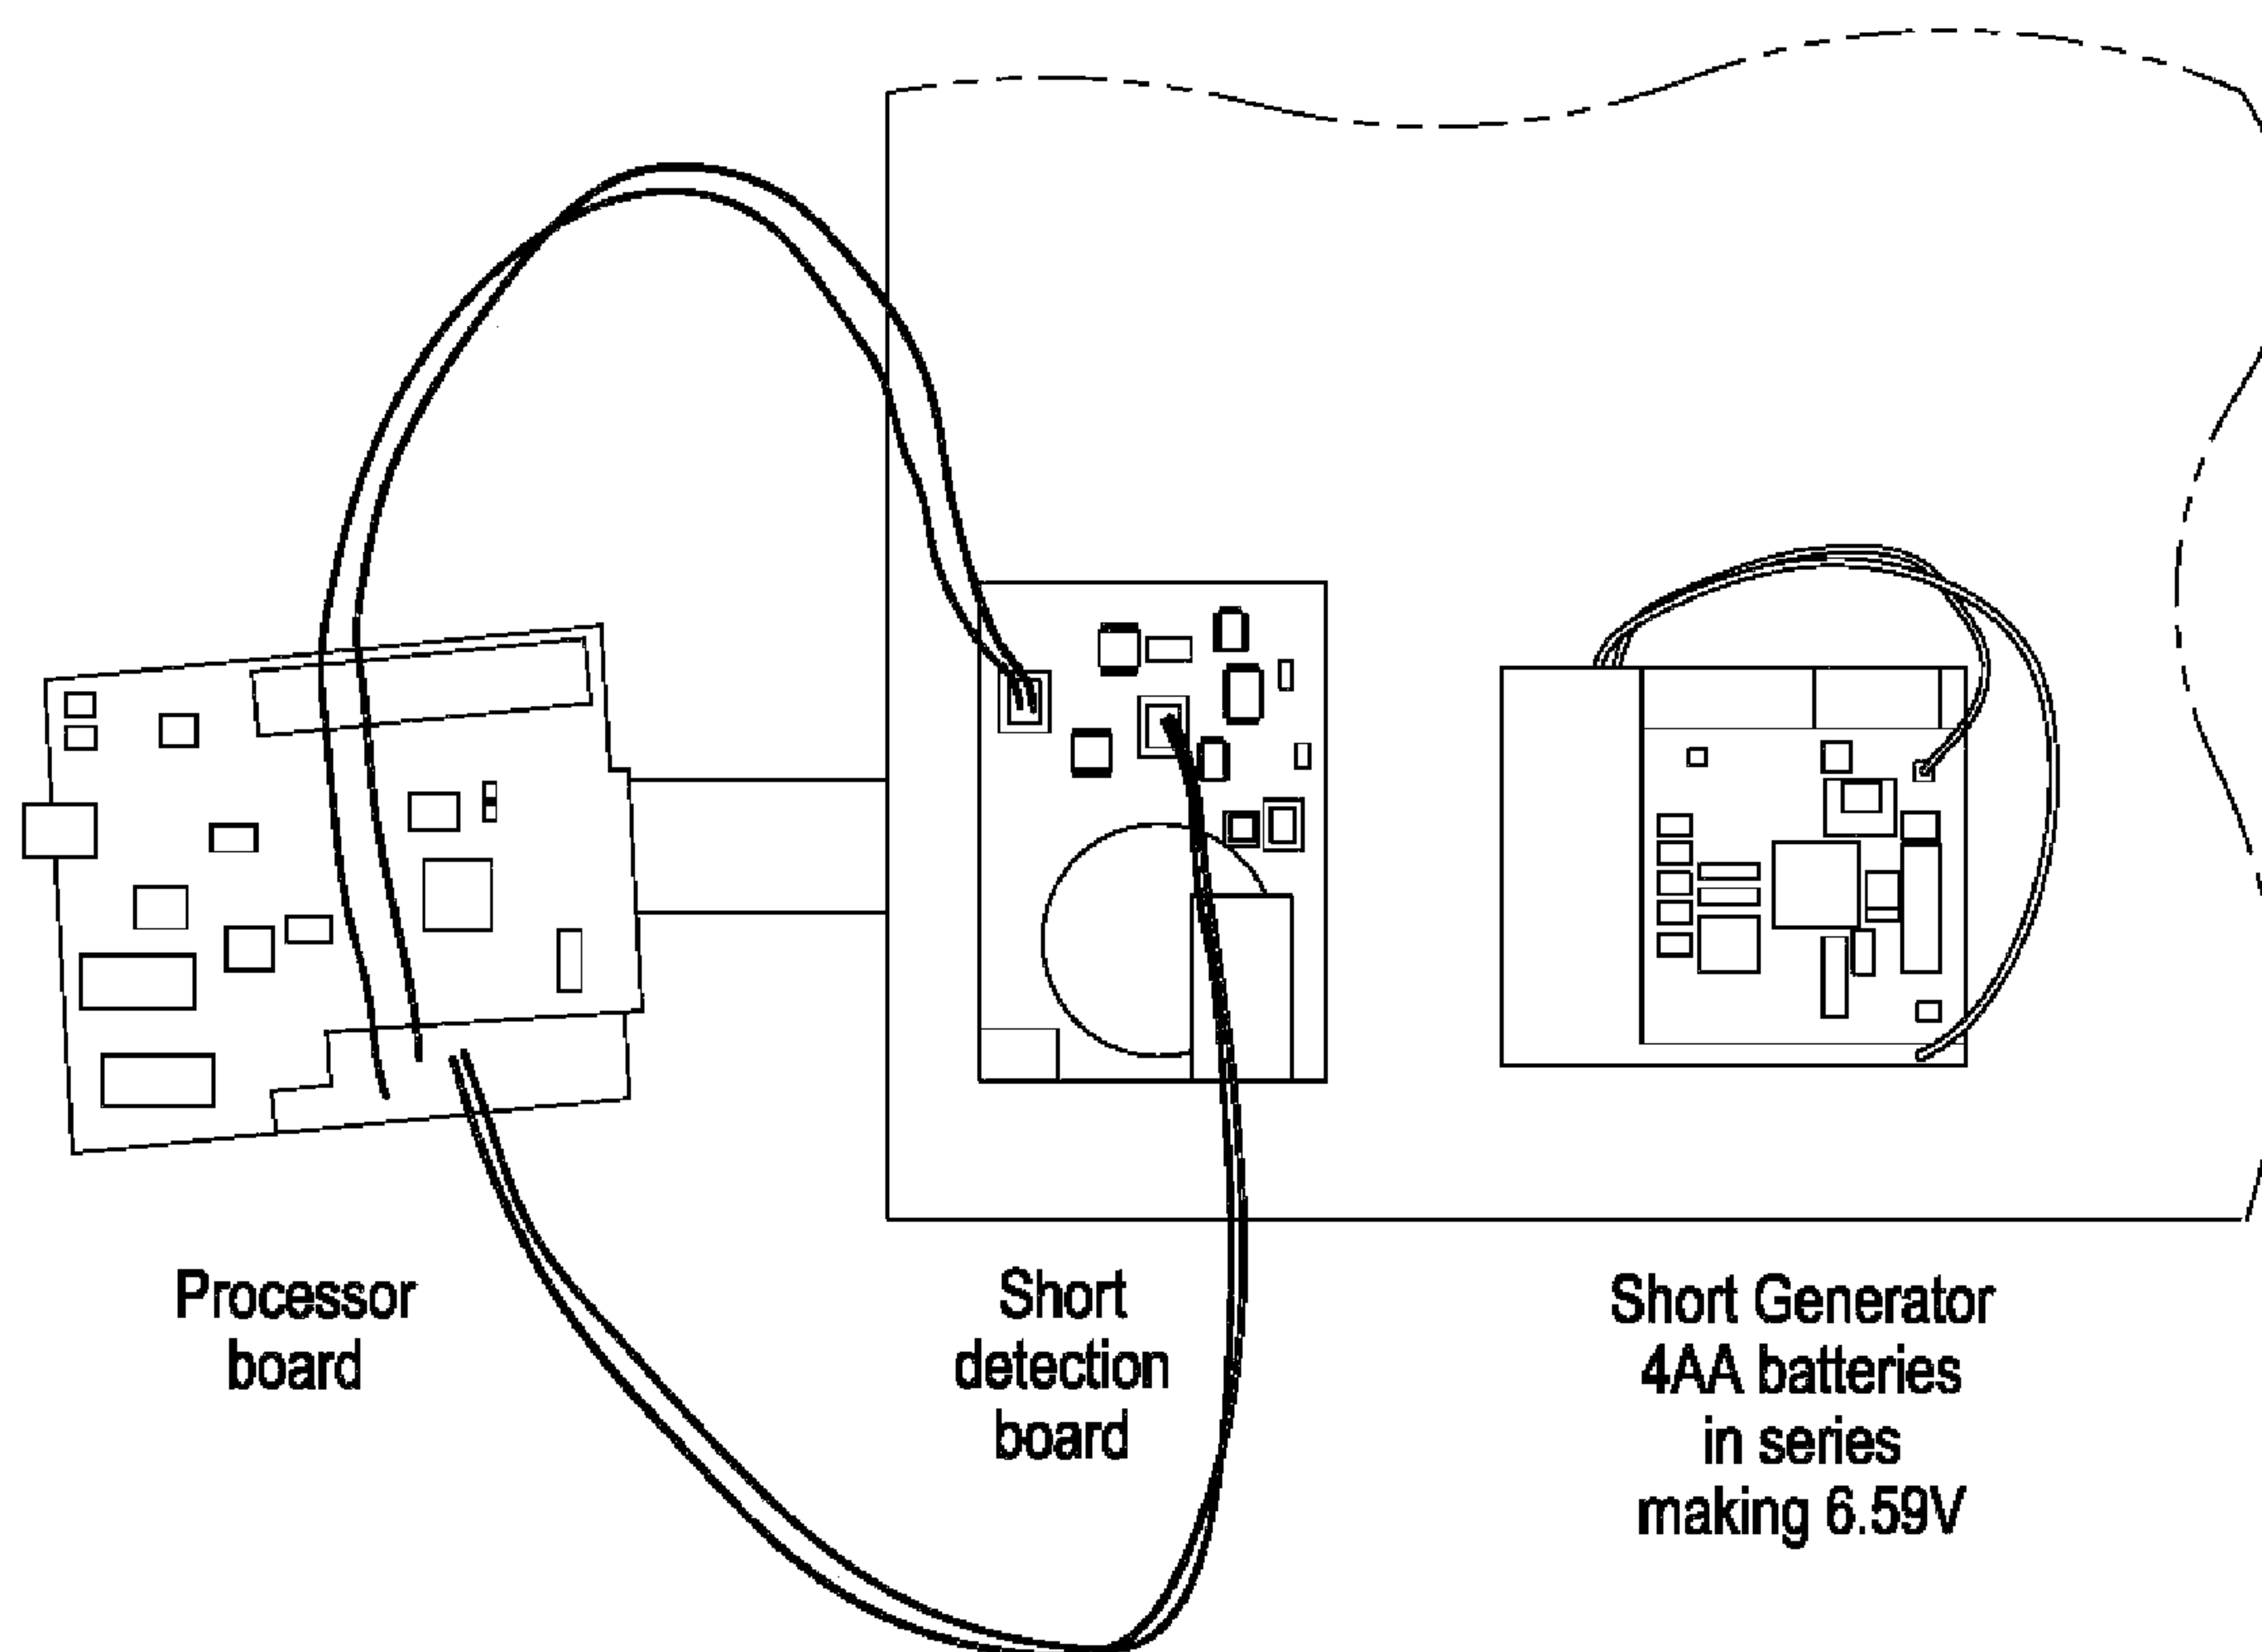 Processor
board
Short
detection
board
Short Generator
4AA batteries
in series
making 6.59V